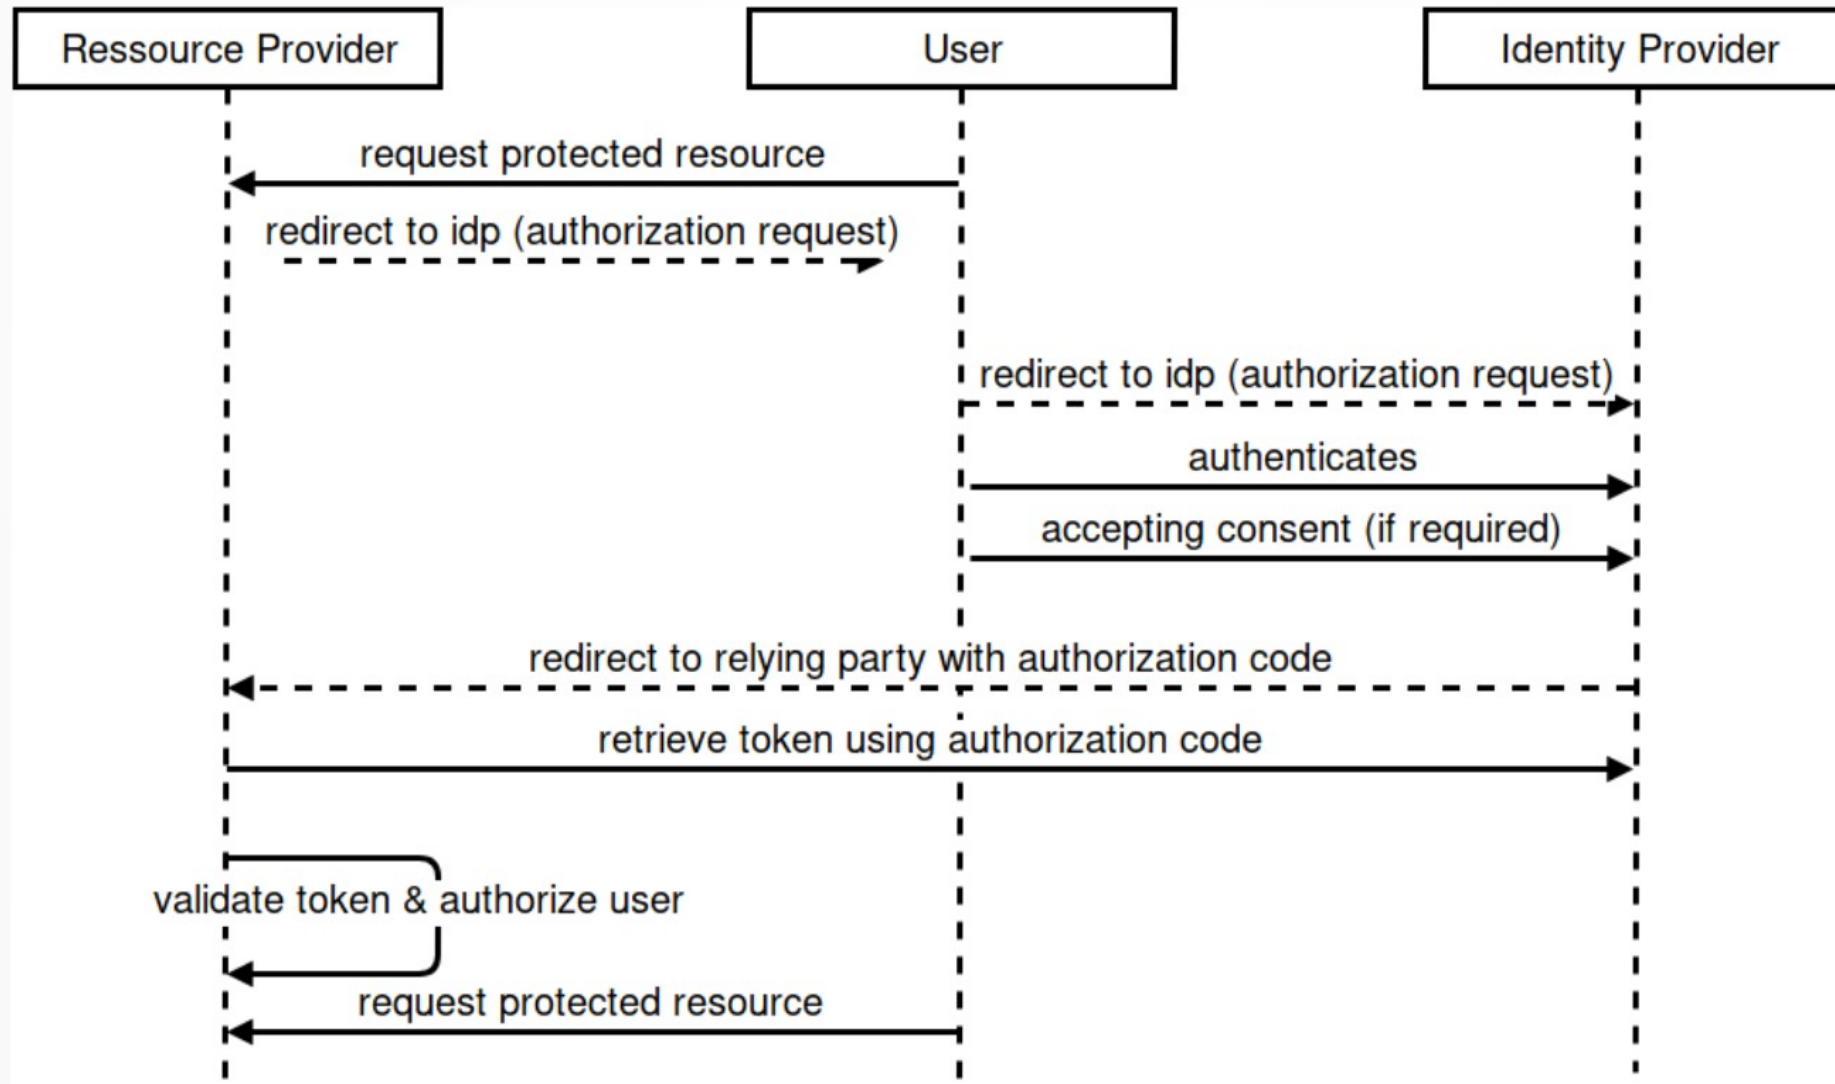 Ressource Provider
User
Identity Provider
request protected resource
redirect to idp (authorization request)
redirect to idp (authorization request)
authenticates
accepting consent (if required)
redirect to relying party with authorization code
retrieve token using authorization code
validate token & authorize user
request protected resource